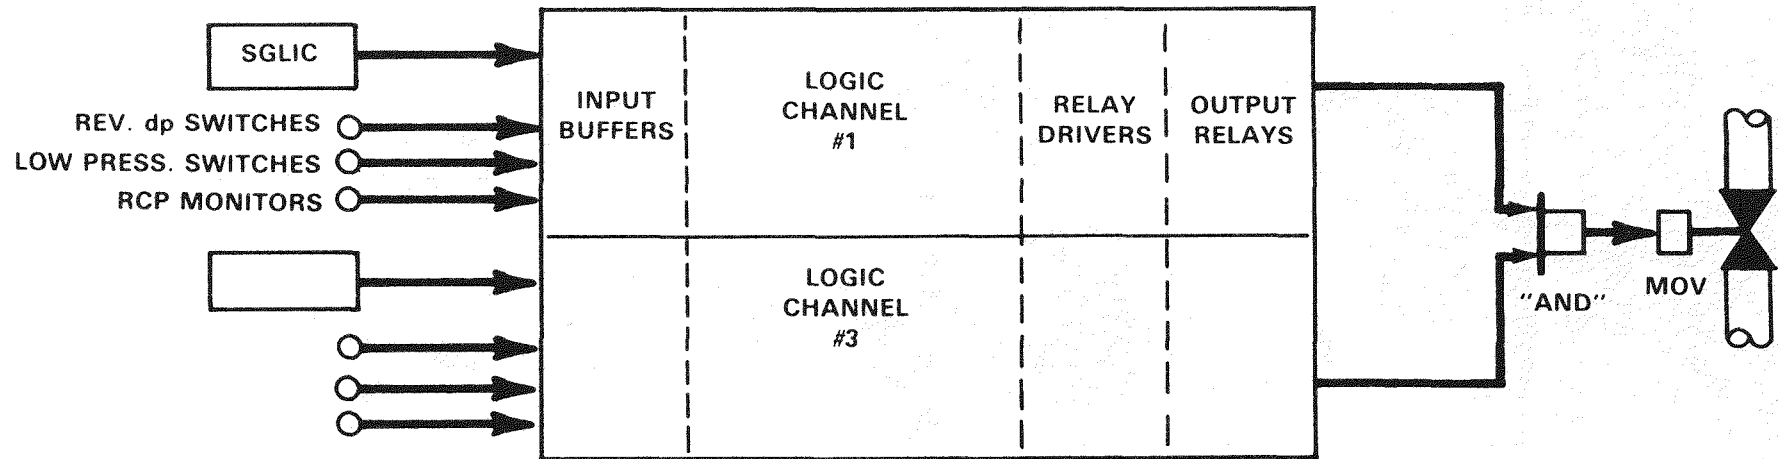 SGLIC
REV. dp SWITCHES
LOW PRESS. SWITCHES
RCP MONITORS
INPUT
BUFFERS
LOGIC
CHANNEL
#1
RELAY
DRIVERS
OUTPUT
RELAYS
LOGIC
CHANNEL
#3
"AND"
MOV